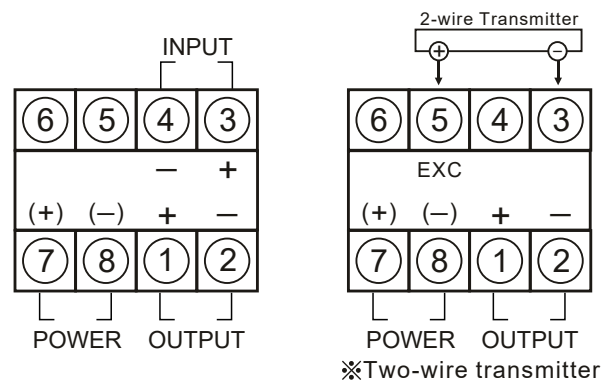 INPUT
6 5 4 3
– +
(+) (–) + –
7 8 1 2
POWER OUTPUT
2-wire Transmitter
+ –
6 5 4 3
EXC
(+) (–) + –
7 8 1 2
POWER OUTPUT
※Two-wire transmitter